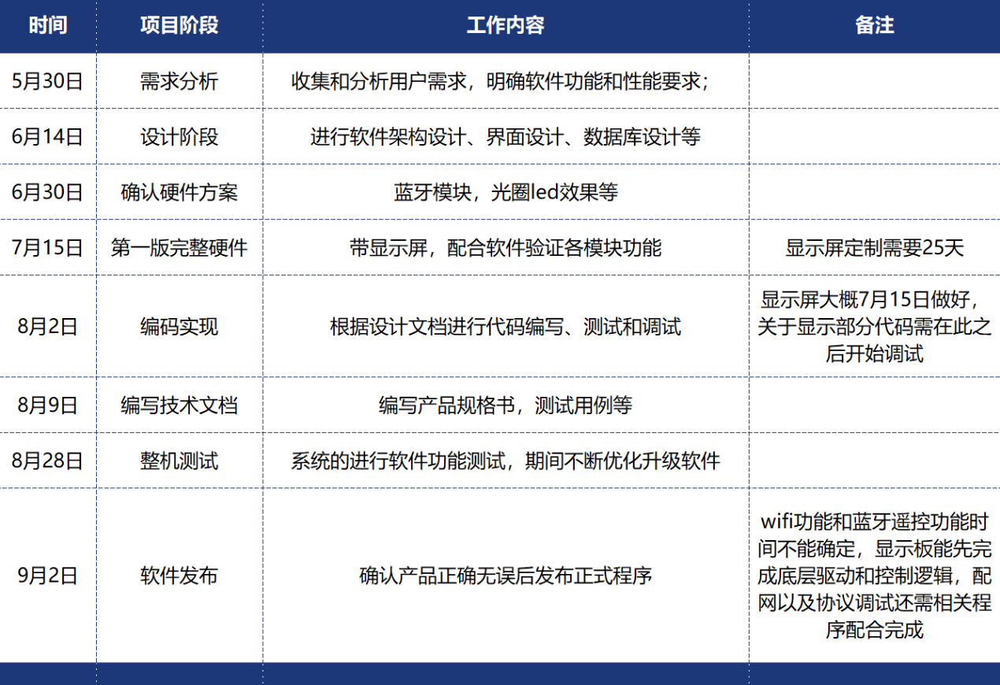 时间 项目阶段 工作内容 备注
5月30日 需求分析 收集和分析用户需求，明确软件功能和性能要求；
6月14日 设计阶段 进行软件架构设计、界面设计、数据库设计等
6月30日 确认硬件方案 蓝牙模块，光圈led效果等
7月15日 第一版完整硬件 带显示屏，配合软件验证各模块功能 显示屏定制需要25天
8月2日 编码实现 根据设计文档进行代码编写、测试和调试
显示屏大概7月15日做好，
关于显示部分代码需在此之
后开始调试
8月9日 编写技术文档 编写产品规格书，测试用例等
8月28日 整机测试 系统的进行软件功能测试，期间不断优化升级软件
9月2日 软件发布 确认产品正确无误后发布正式程序
wifi功能和蓝牙遥控功能时
间不能确定，显示板能先完
成底层驱动和控制逻辑，配
网以及协议调试还需相关程
序配合完成